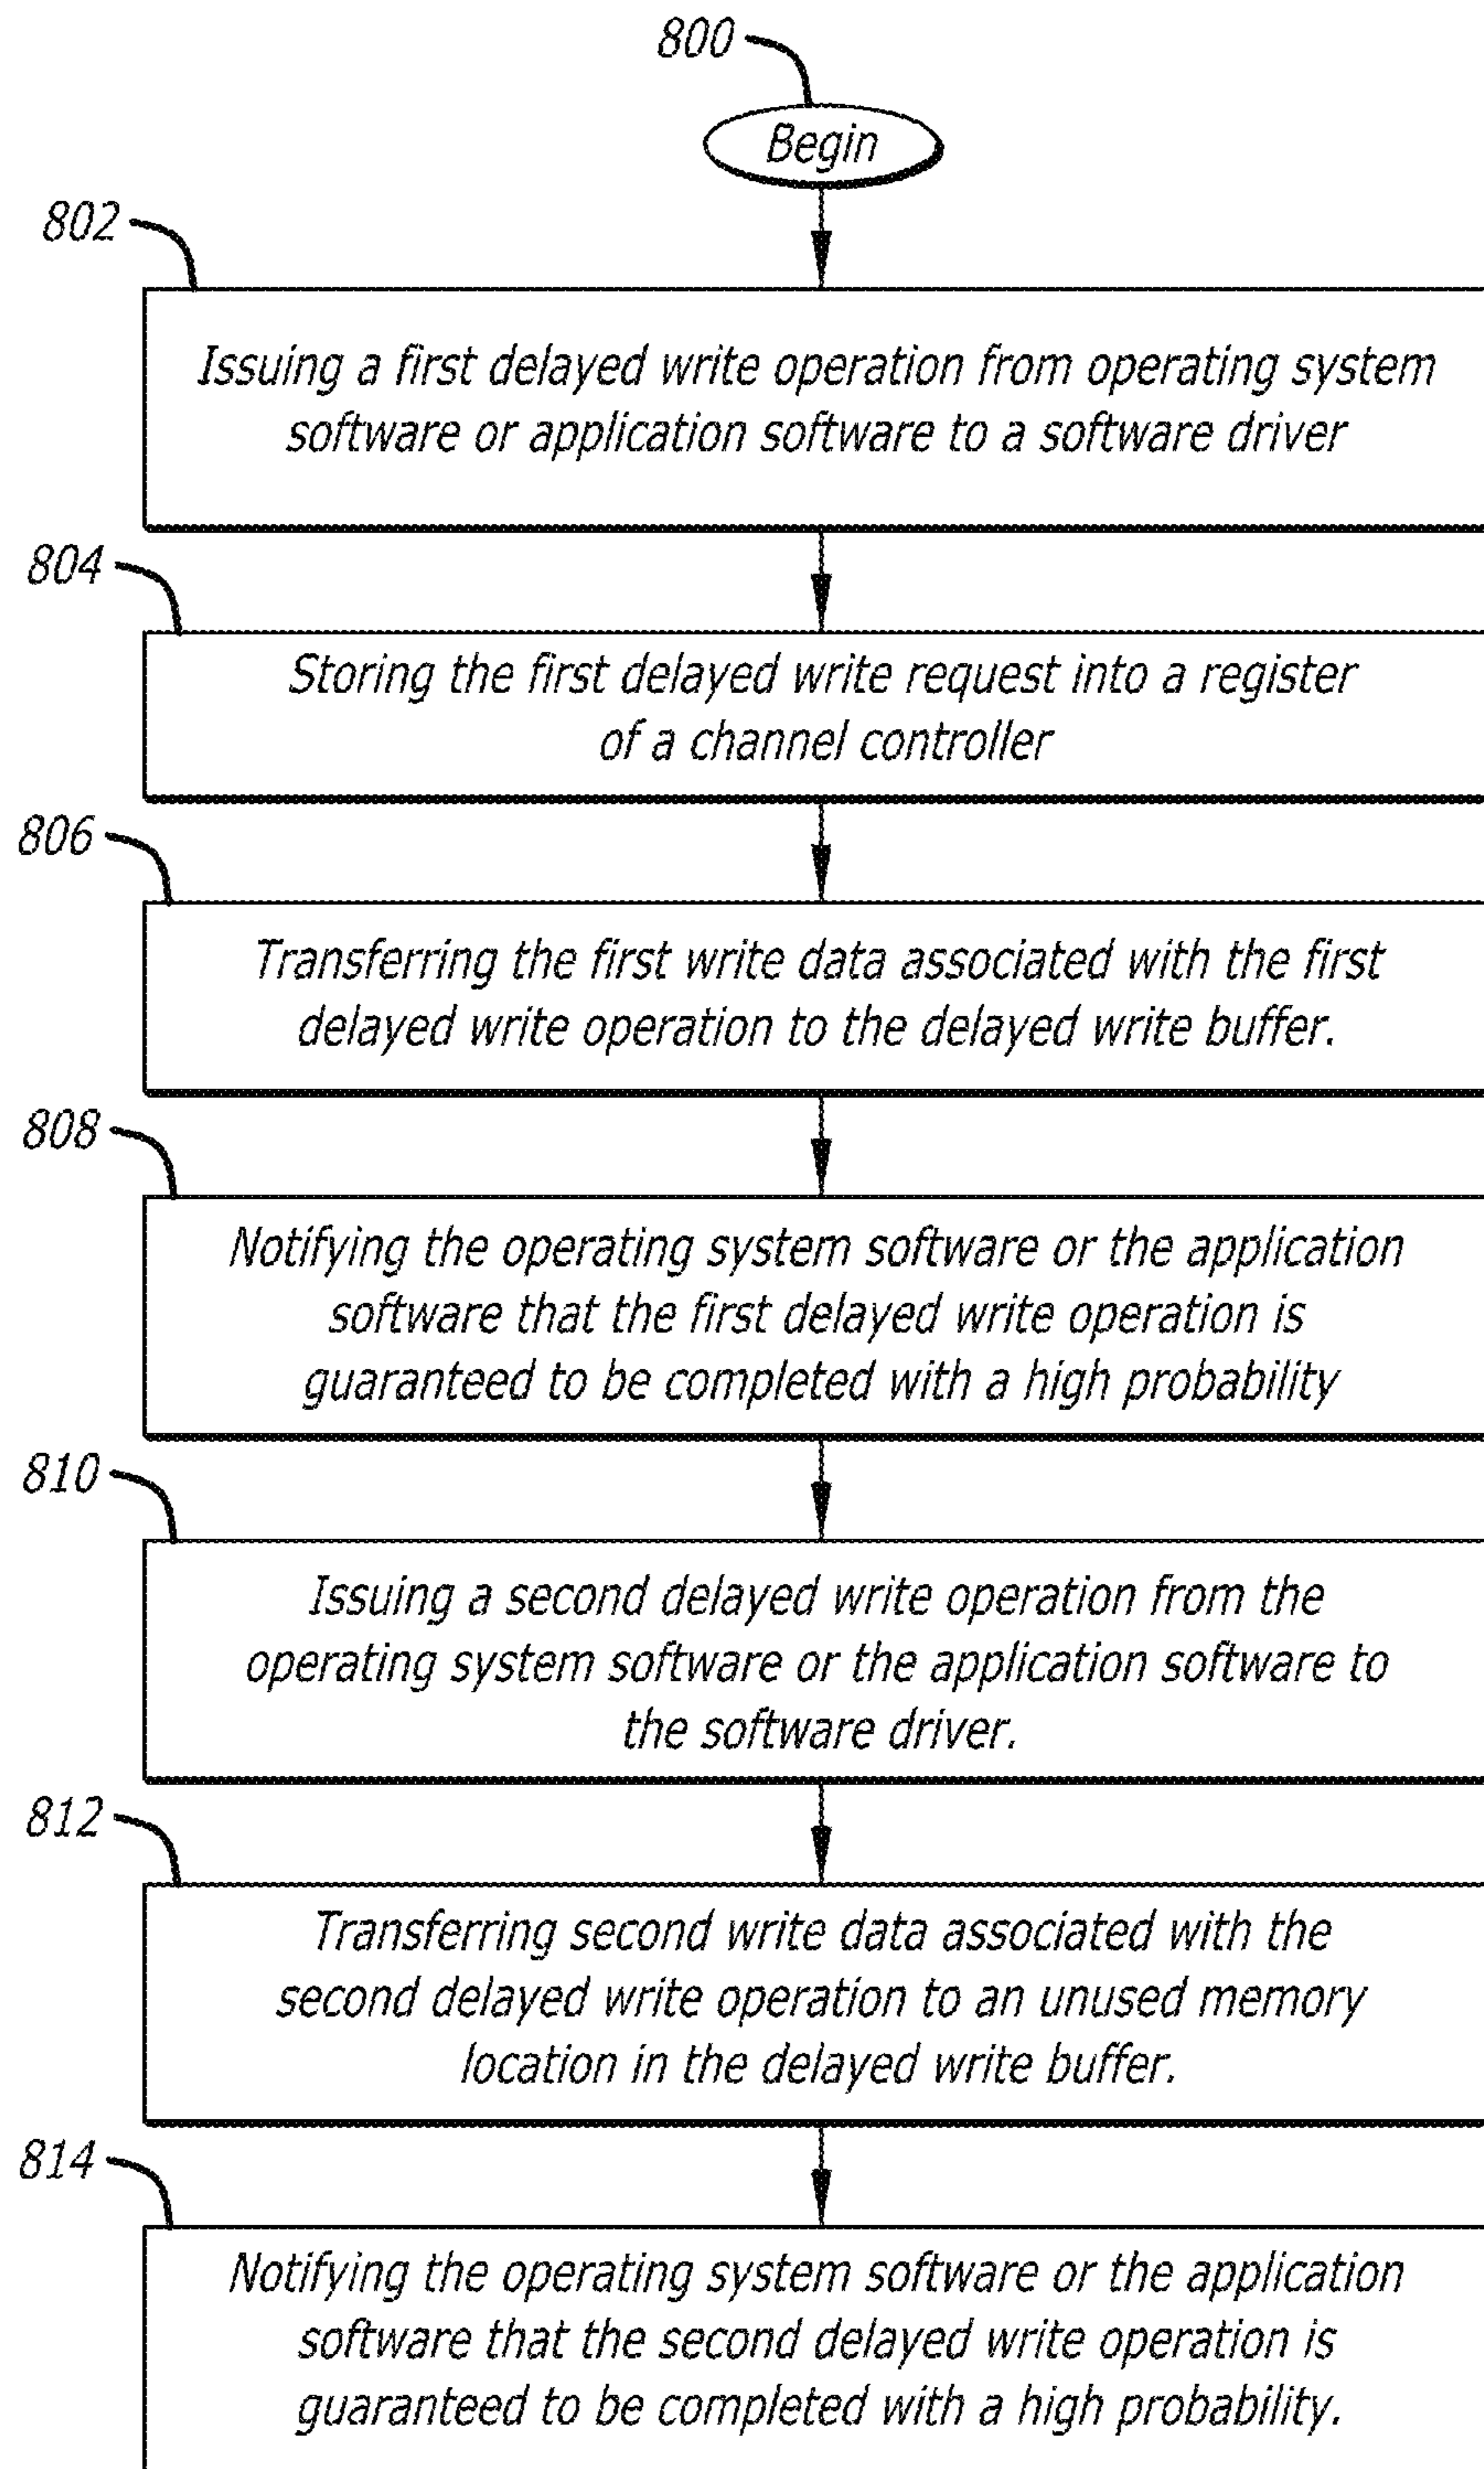 800
Begin
802
Issuing a first delayed write operation from operating system
software or application software to a software driver
804
Storing the first delayed write request into a register
of a channel controller
806
Transferring the first write data associated with the first
delayed write operation to the delayed write buffer.
808
Notifying the operating system software or the application
software that the first delayed write operation is
guaranteed to be completed with a high probability
810
Issuing a second delayed write operation from the
operating system software or the application software to
the software driver.
812
Transferring second write data associated with the
second delayed write operation to an unused memory
location in the delayed write buffer.
814
Notifying the operating system software or the application
software that the second delayed write operation is
guaranteed to be completed with a high probability.